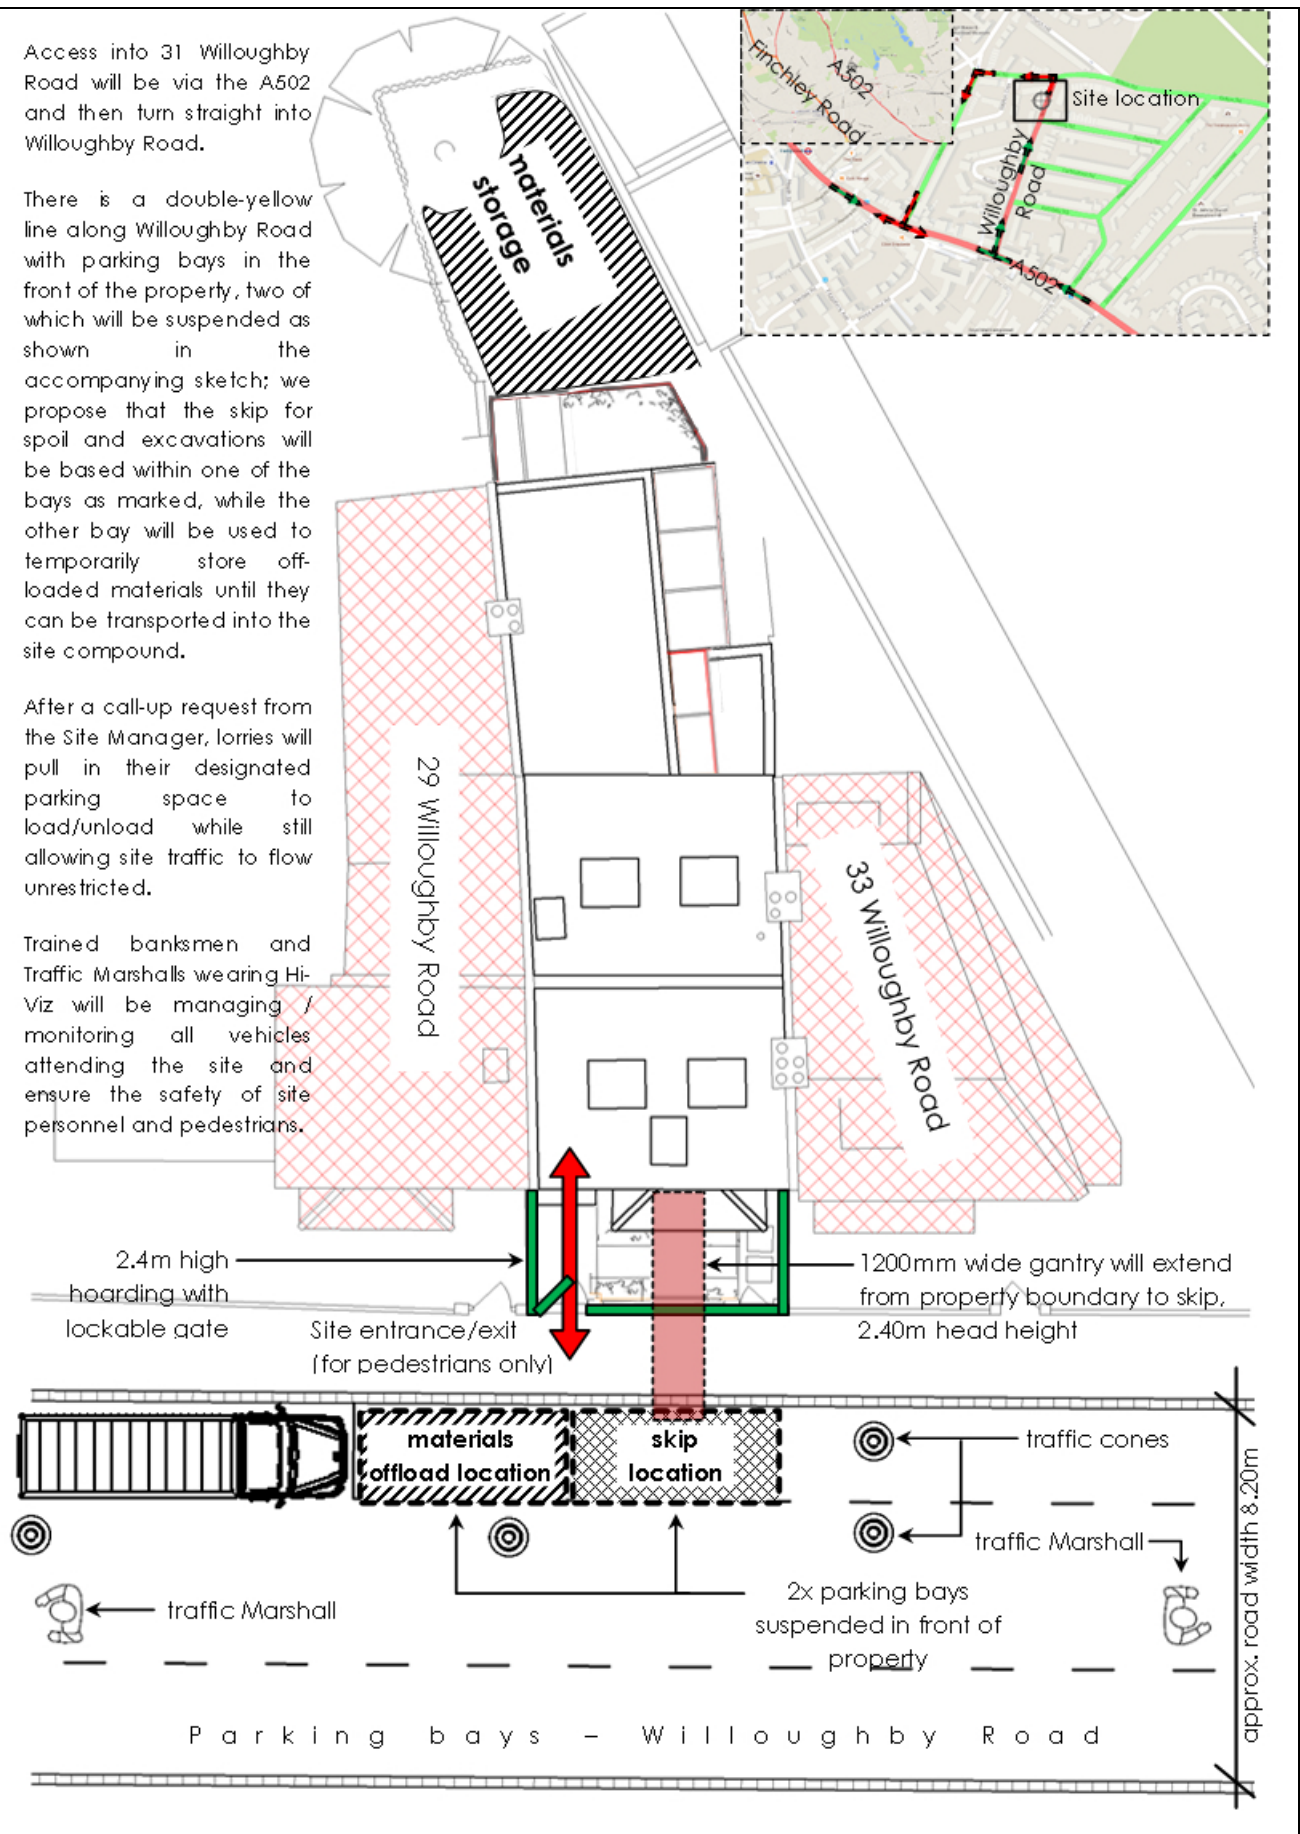 Access into 31 Willoughby
Road will be via the A502
and then turn straight into
Willoughby Road.
There is a double-yellow
line along Willoughby Road
with parking bays in the
front of the property, two of
which will be suspended as
shown in the
accompanying sketch; we
propose that the skip for
spoil and excavations will
be based within one of the
bays as marked, while the
other bay will be used to
temporarily store off-
loaded materials until they
can be transported into the
site compound.
After a call-up request from
the Site Manager, lorries will
pull in their designated
parking space to
load/unload while still
allowing site traffic to flow
unrestricted.
Trained banksmen and
Traffic Marshalls wearing Hi-
Viz will be managing /
monitoring all vehicles
attending the site and
ensure the safety of site
personnel and pedestrians.
materials
storage
Finchley Road
A502
Site location
Willoughby
Road
A502
29 Willoughby Road
33 Willoughby Road
2.4m high
hoarding with
lockable gate
Site entrance/exit
(for pedestrians only)
1200mm wide gantry will extend
from property boundary to skip,
2.40m head height
materials
offload location
skip
location
traffic cones
traffic Marshall
traffic Marshall
2x parking bays
suspended in front of
property
approx. road width 8.20m
Parking bays – Willoughby Road